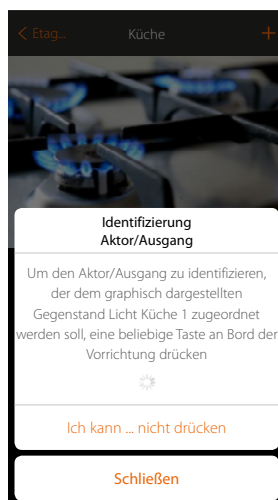 Etag...
Küche
+
Identifizierung
Aktor/Ausgang
Um den Aktor/Ausgang zu identifizieren,
der dem graphisch dargestellten
Gegenstand Licht Küche 1 zugeordnet
werden soll, eine beliebige Taste an Bord der
Vorrichtung drücken
Ich kann ... nicht drücken
Schließen